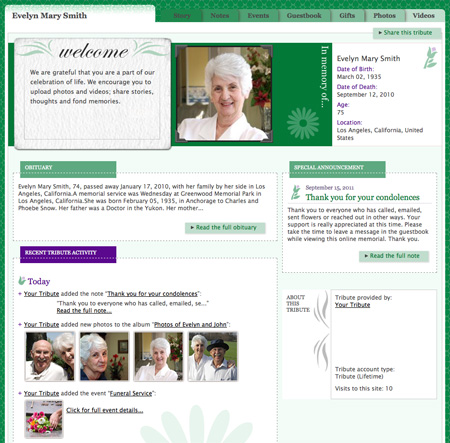 Evelyn Mary Smith
Story Notes Events Guestbook Gifts Photos Videos
Share this tribute
welcome
We are grateful that you are a part of our
celebration of life. We encourage you to
upload photos and videos; share stories,
thoughts and fond memories.
In memory of...
Evelyn Mary Smith
Date of Birth:
March 02, 1935
Date of Death:
September 12, 2010
Age:
75
Location:
Los Angeles, California, United
States
OBITUARY
Evelyn Mary Smith, 74, passed away January 17, 2010, with her family by her side in Los
Angeles, California.A memorial service was Wednesday at Greenwood Memorial Park in
Los Angeles, California.She was born February 05, 1935, in Anchorage to Charles and
Phoebe Snow. Her father was a Doctor in the Yukon. Her mother...
Read the full obituary
SPECIAL ANNOUNCEMENT
September 15, 2011
Thank you for your condolences
Thank you to everyone who has called, emailed,
sent flowers or reached out in other ways. Your
support is really appreciated at this time. Please
take the time to leave a message in the guestbook
while viewing this online memorial. Thank you.
Read the full note
RECENT TRIBUTE ACTIVITY
Today
+ Your Tribute added the note "Thank you for your condolences":
"Thank you to everyone who has called, emailed, se..."
Read the full note...
+ Your Tribute added new photos to the album "Photos of Evelyn and John":
+ Your Tribute added the event "Funeral Service":
Click for full event details...
ABOUT
THIS
TRIBUTE
Tribute provided by:
Your Tribute
Tribute account type:
Tribute (Lifetime)
Visits to this site: 10